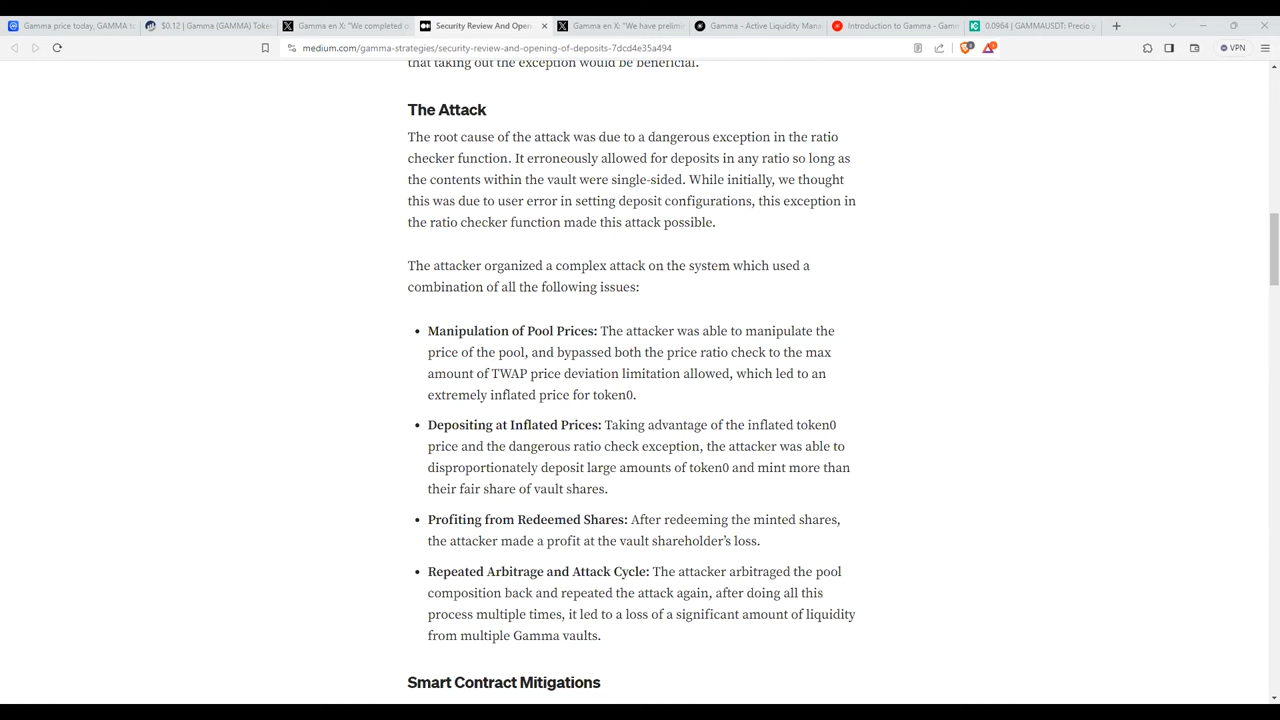 Gamma price today, GAMMA to
$0.12 | Gamma (GAMMA) Token
Gamma en X: "We completed o
Security Review And Open
Gamma en X: "We have prelimi
Gamma - Active Liquidity Mana
Introduction to Gamma - Gamm
0.0964 | GAMMAUSDT: Precio y
medium.com/gamma-strategies/security-review-and-opening-of-deposits-7dcd4e35a494
VPN
that taking out the exception would be beneficial.
The Attack
The root cause of the attack was due to a dangerous exception in the ratio
checker function. It erroneously allowed for deposits in any ratio so long as
the contents within the vault were single-sided. While initially, we thought
this was due to user error in setting deposit configurations, this exception in
the ratio checker function made this attack possible.
The attacker organized a complex attack on the system which used a
combination of all the following issues:
• Manipulation of Pool Prices: The attacker was able to manipulate the
price of the pool, and bypassed both the price ratio check to the max
amount of TWAP price deviation limitation allowed, which led to an
extremely inflated price for token0.
• Depositing at Inflated Prices: Taking advantage of the inflated token0
price and the dangerous ratio check exception, the attacker was able to
disproportionately deposit large amounts of token0 and mint more than
their fair share of vault shares.
• Profiting from Redeemed Shares: After redeeming the minted shares,
the attacker made a profit at the vault shareholder's loss.
• Repeated Arbitrage and Attack Cycle: The attacker arbitraged the pool
composition back and repeated the attack again, after doing all this
process multiple times, it led to a loss of a significant amount of liquidity
from multiple Gamma vaults.
Smart Contract Mitigations